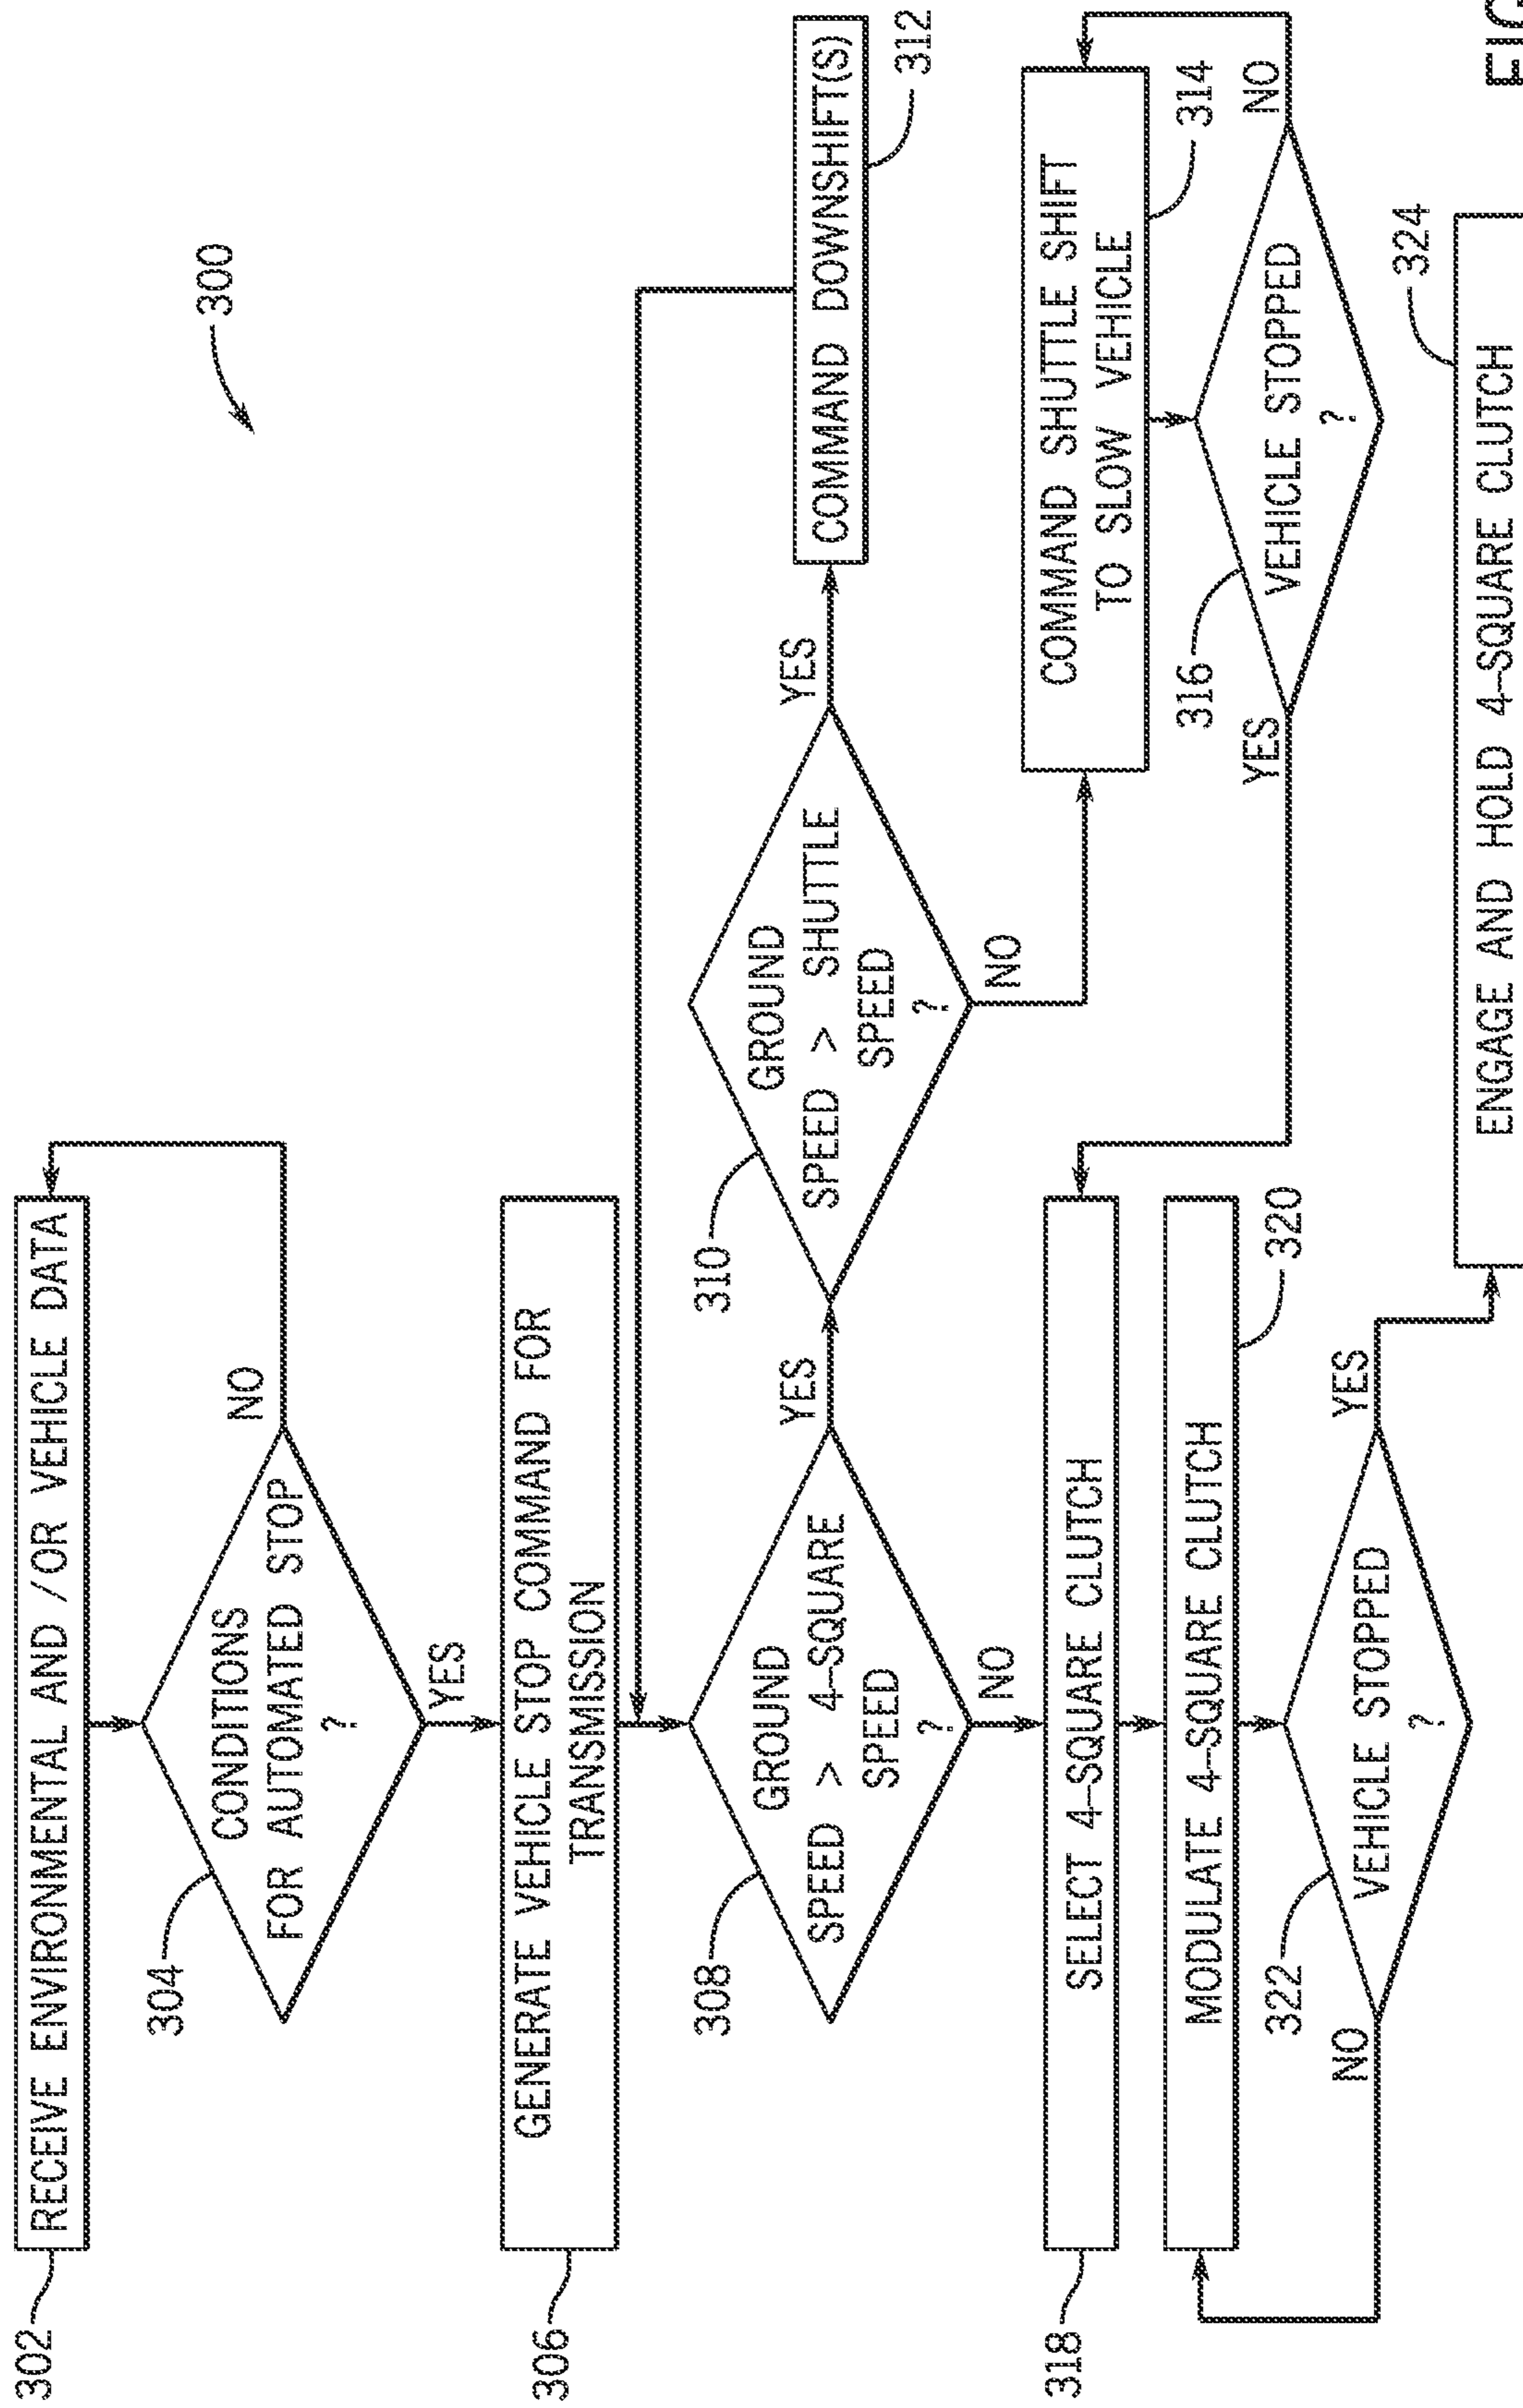 300
302
RECEIVE ENVIRONMENTAL AND /OR VEHICLE DATA
304
CONDITIONS
FOR AUTOMATED STOP
?
NO
YES
306
GENERATE VEHICLE STOP COMMAND FOR
TRANSMISSION
308
GROUND
SPEED > 4-SQUARE
SPEED
?
YES
NO
310
GROUND
SPEED > SHUTTLE
SPEED
?
YES
NO
COMMAND DOWNSHIFT(S)
312
COMMAND SHUTTLE SHIFT
TO SLOW VEHICLE
314
316
VEHICLE STOPPED
?
YES
NO
318
SELECT 4-SQUARE CLUTCH
MODULATE 4-SQUARE CLUTCH
320
322
VEHICLE STOPPED
?
NO
YES
324
ENGAGE AND HOLD 4-SQUARE CLUTCH